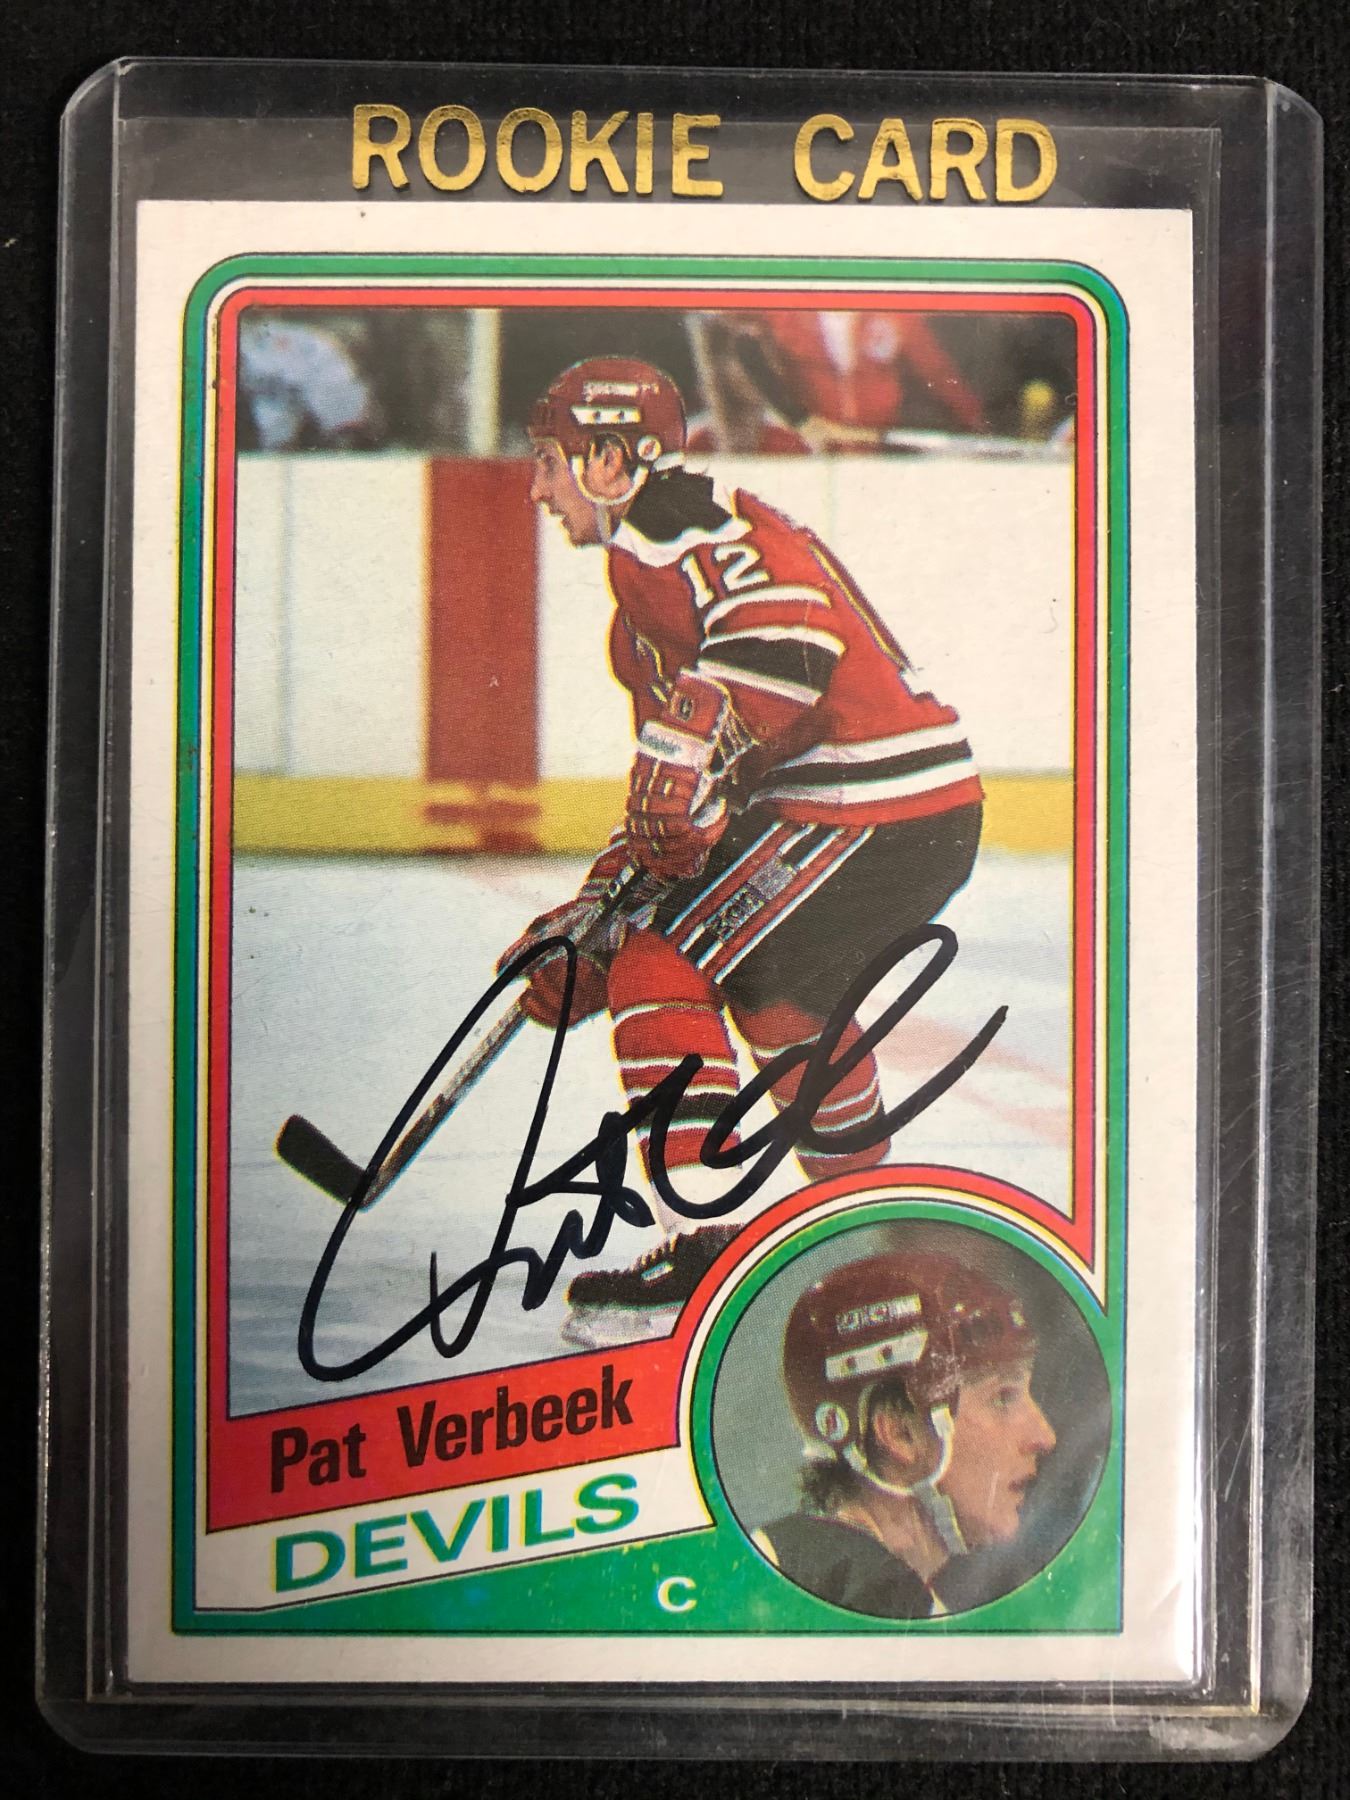 ROOKIE CARD
12
Pat Verbeek
DEVILS
C